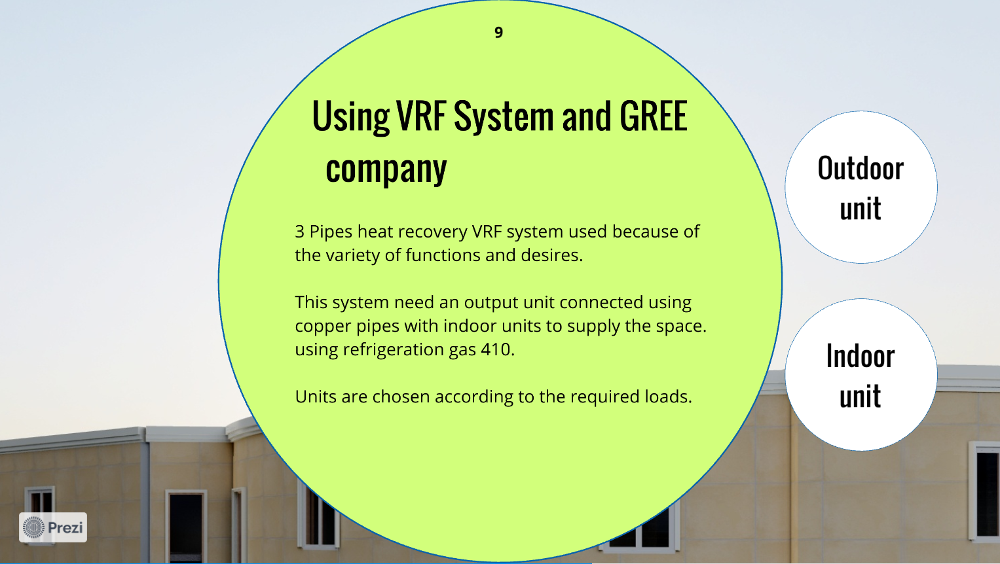 9
Using VRF System and GREE
company
3 Pipes heat recovery VRF system used because of
the variety of functions and desires.
This system need an output unit connected using
copper pipes with indoor units to supply the space.
using refrigeration gas 410.
Units are chosen according to the required loads.
Outdoor
unit
Indoor
unit
Prezi